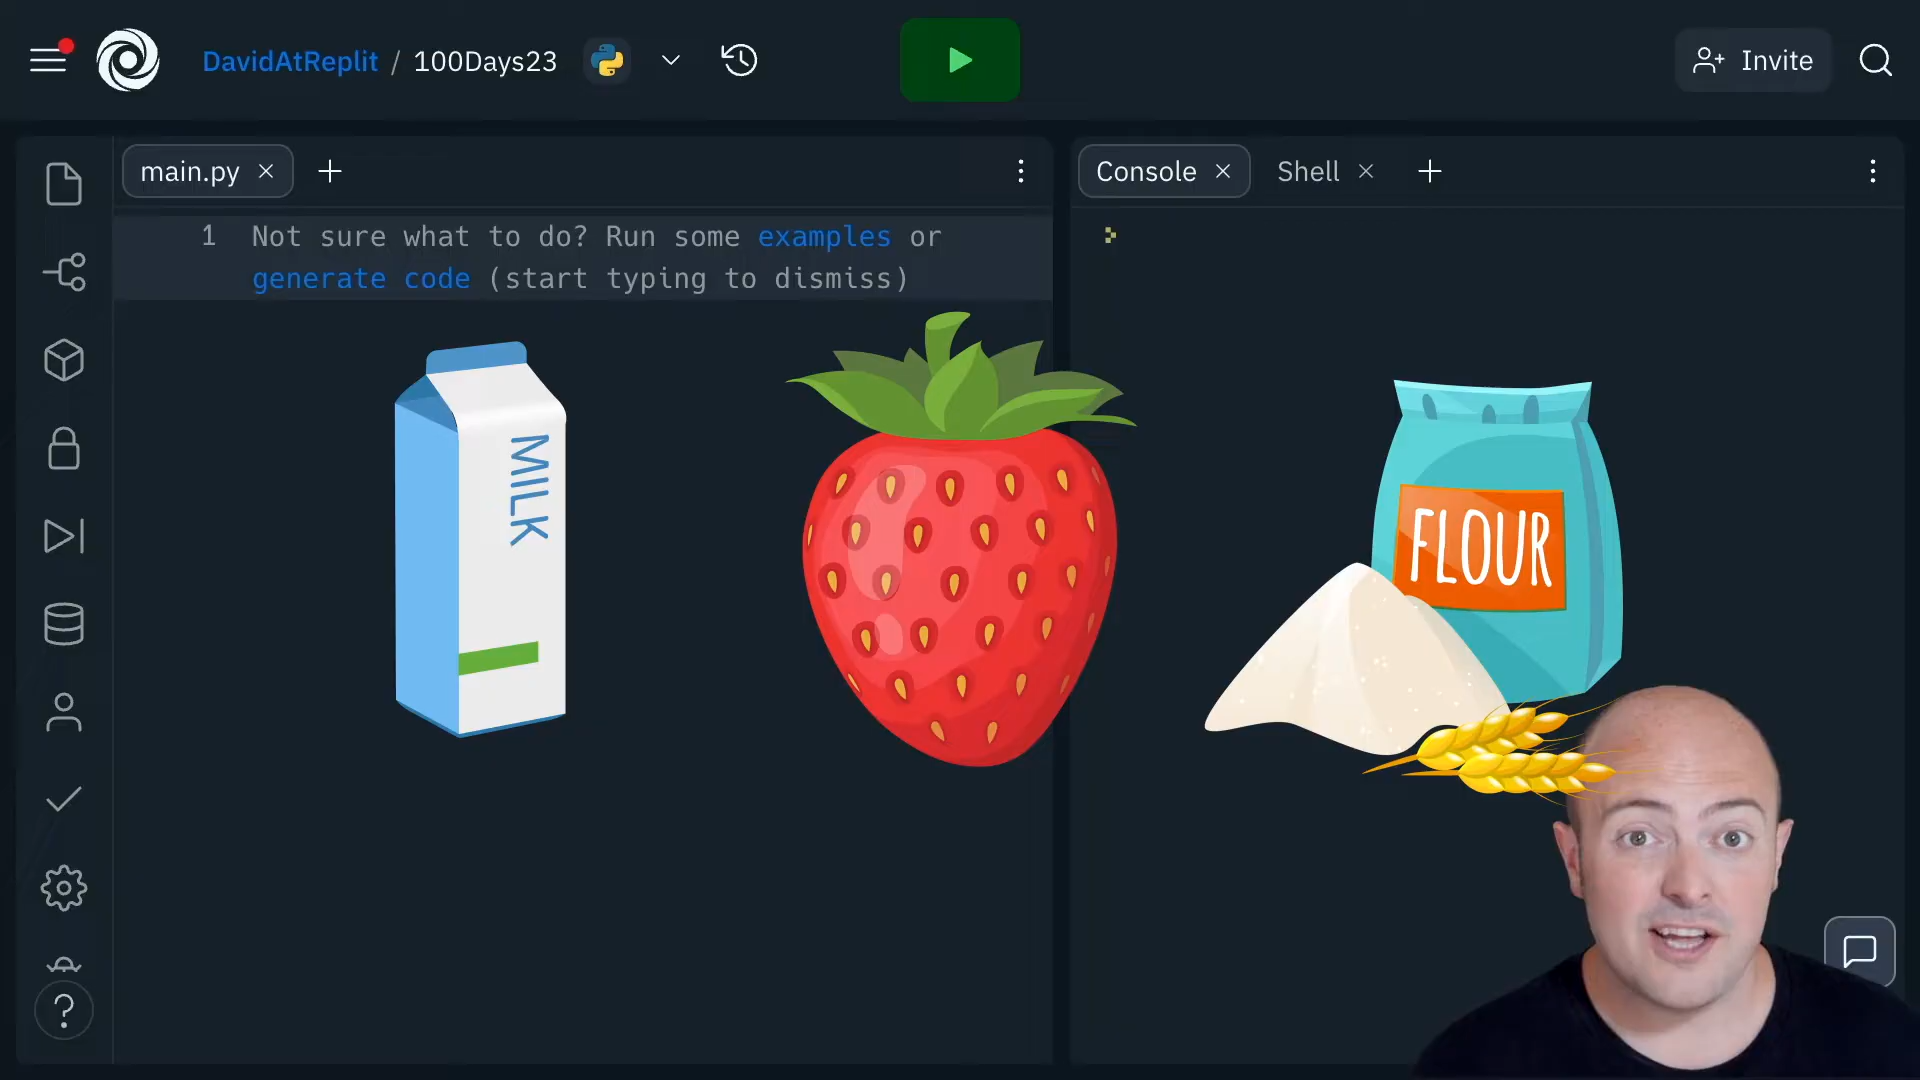 DavidAtReplit / 100Days23
Invite
main.py
Console
Shell
1 Not sure what to do? Run some examples or
generate code (start typing to dismiss)
MILK
FLOUR